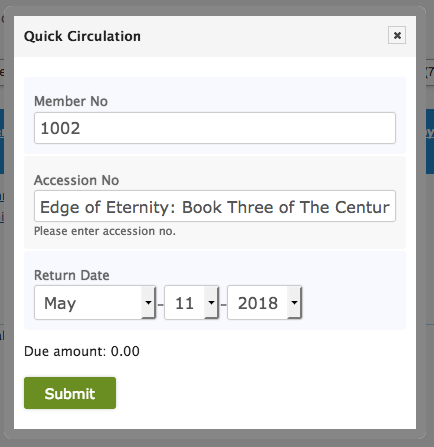 Quick Circulation
Member No
1002
Accession No
Edge of Eternity: Book Three of The Centur
Please enter accession no.
Return Date
May - 11 - 2018
Due amount: 0.00
Submit